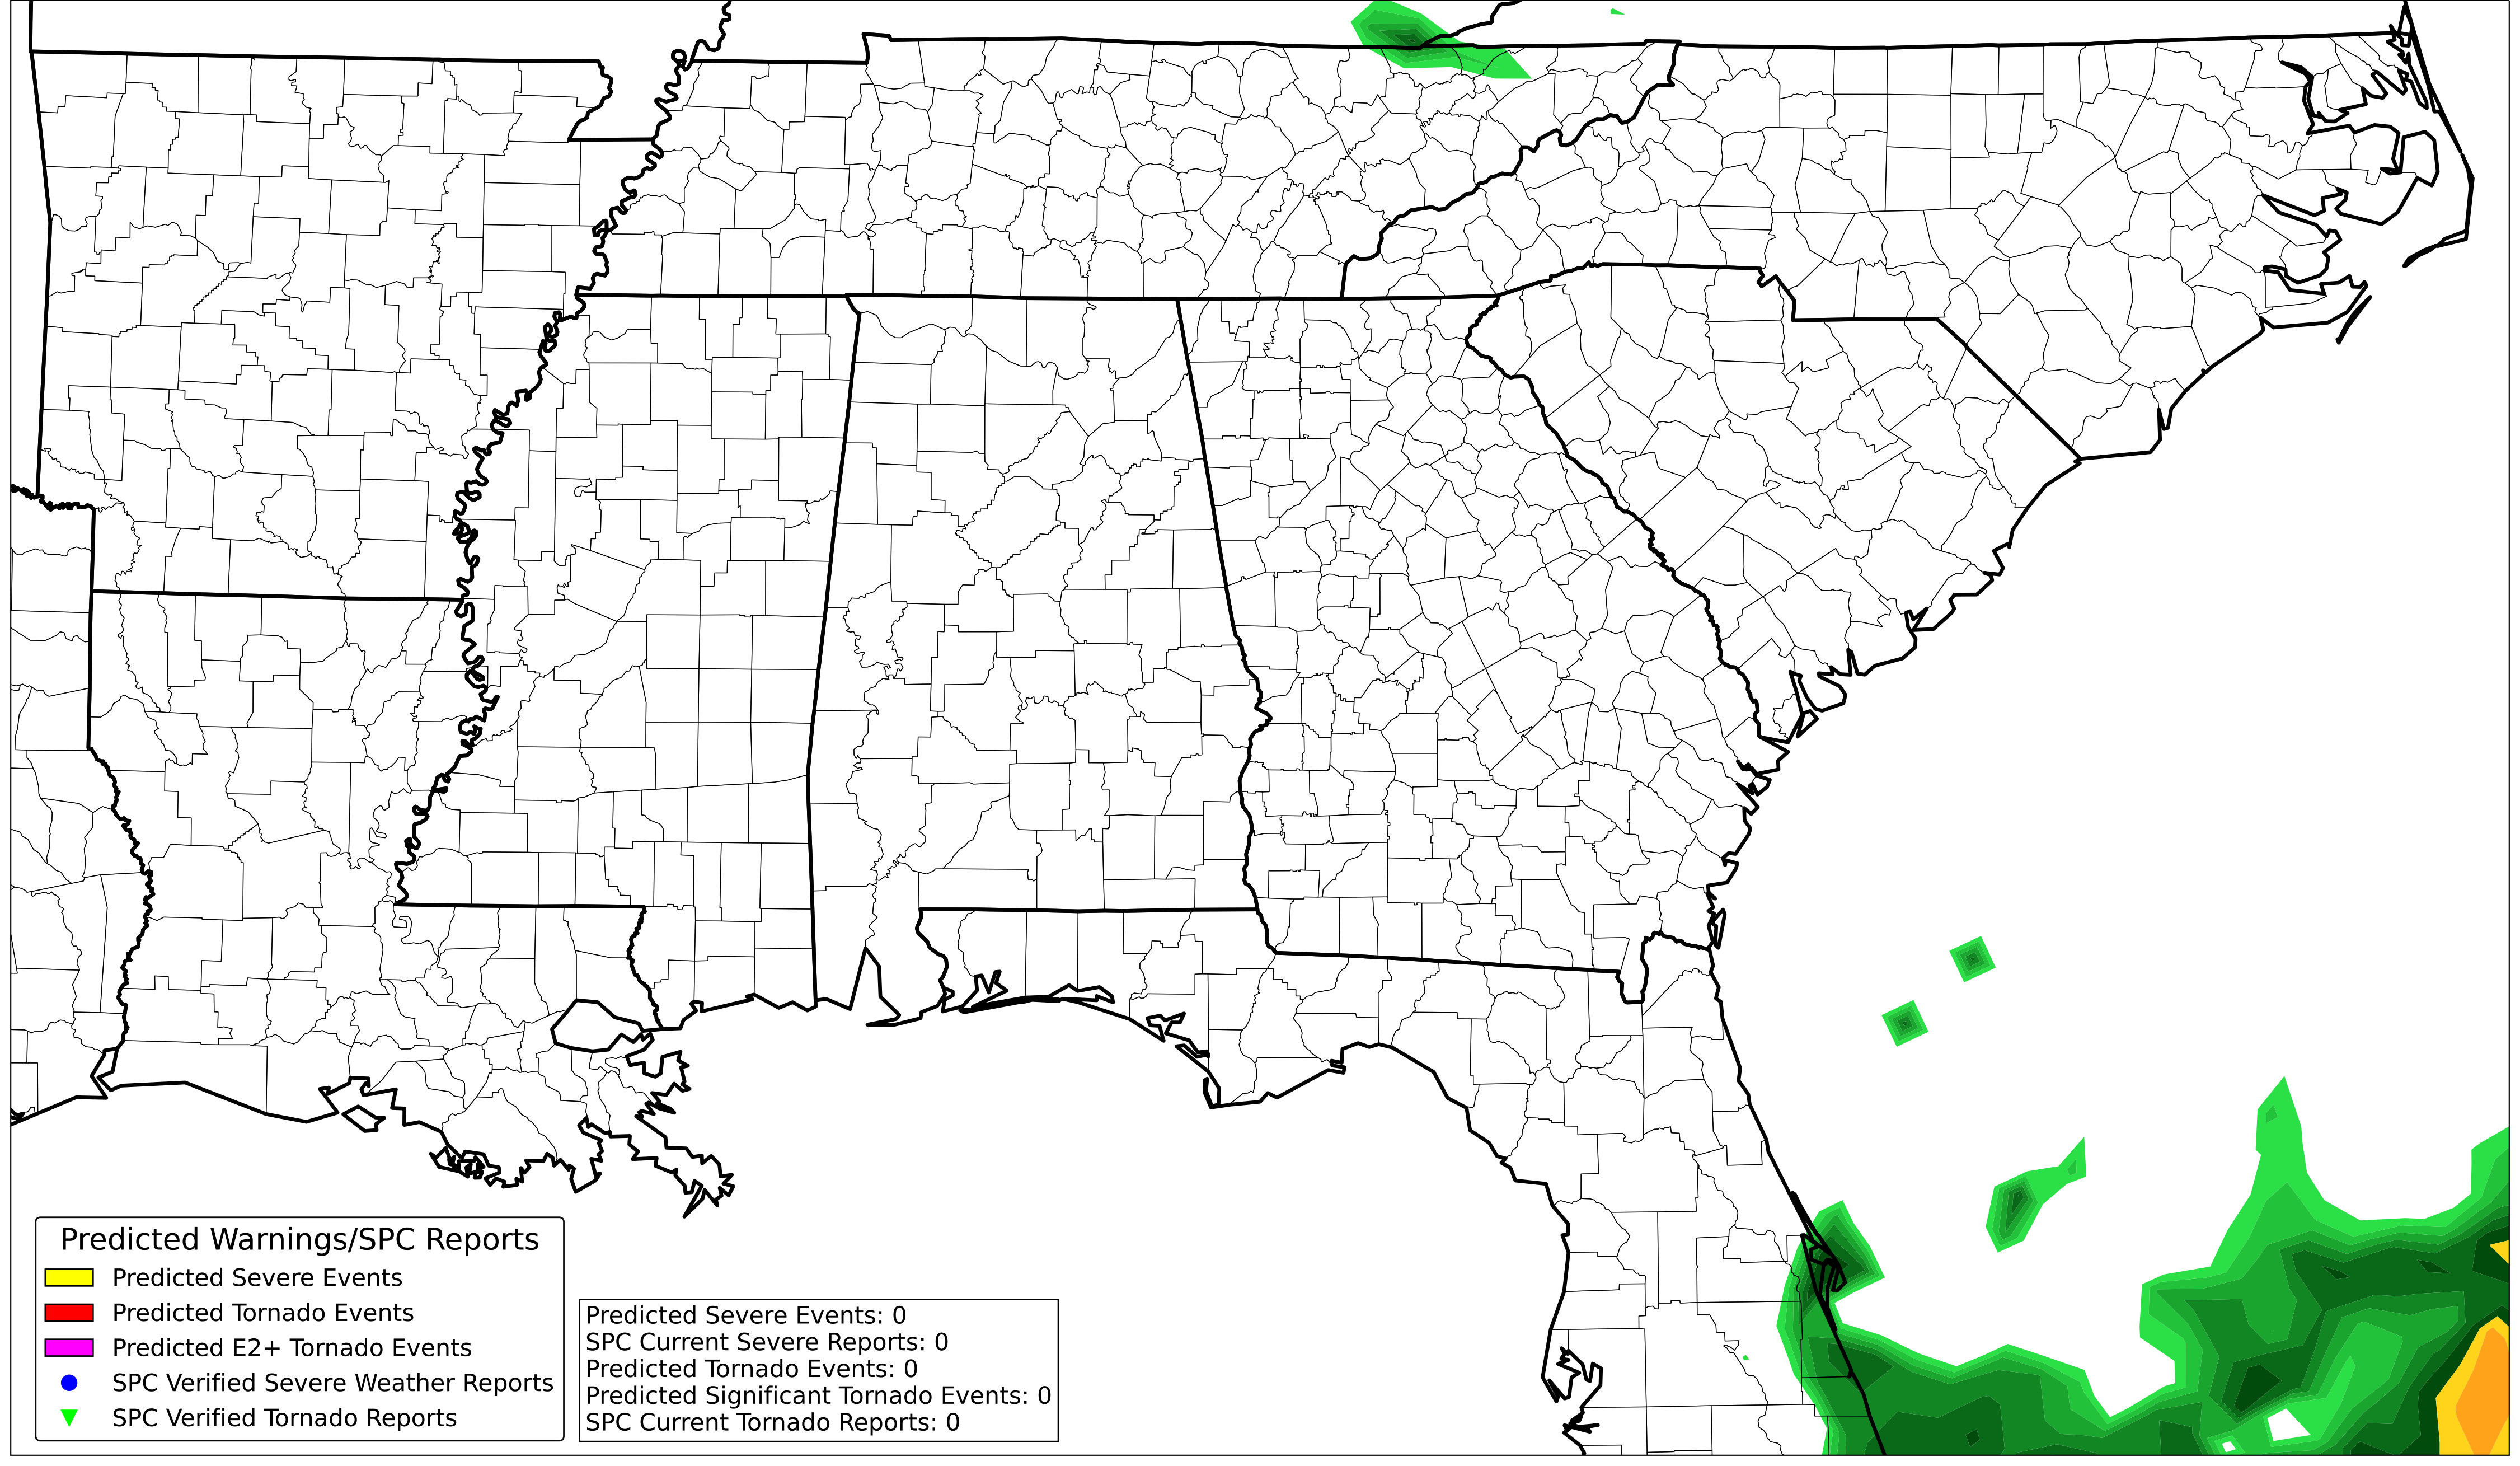 Predicted Warnings/SPC Reports
Predicted Severe Events
Predicted Tornado Events
Predicted E2+ Tornado Events
SPC Verified Severe Weather Reports
SPC Verified Tornado Reports
Predicted Severe Events: 0
SPC Current Severe Reports: 0
Predicted Tornado Events: 0
Predicted Significant Tornado Events: 0
SPC Current Tornado Reports: 0